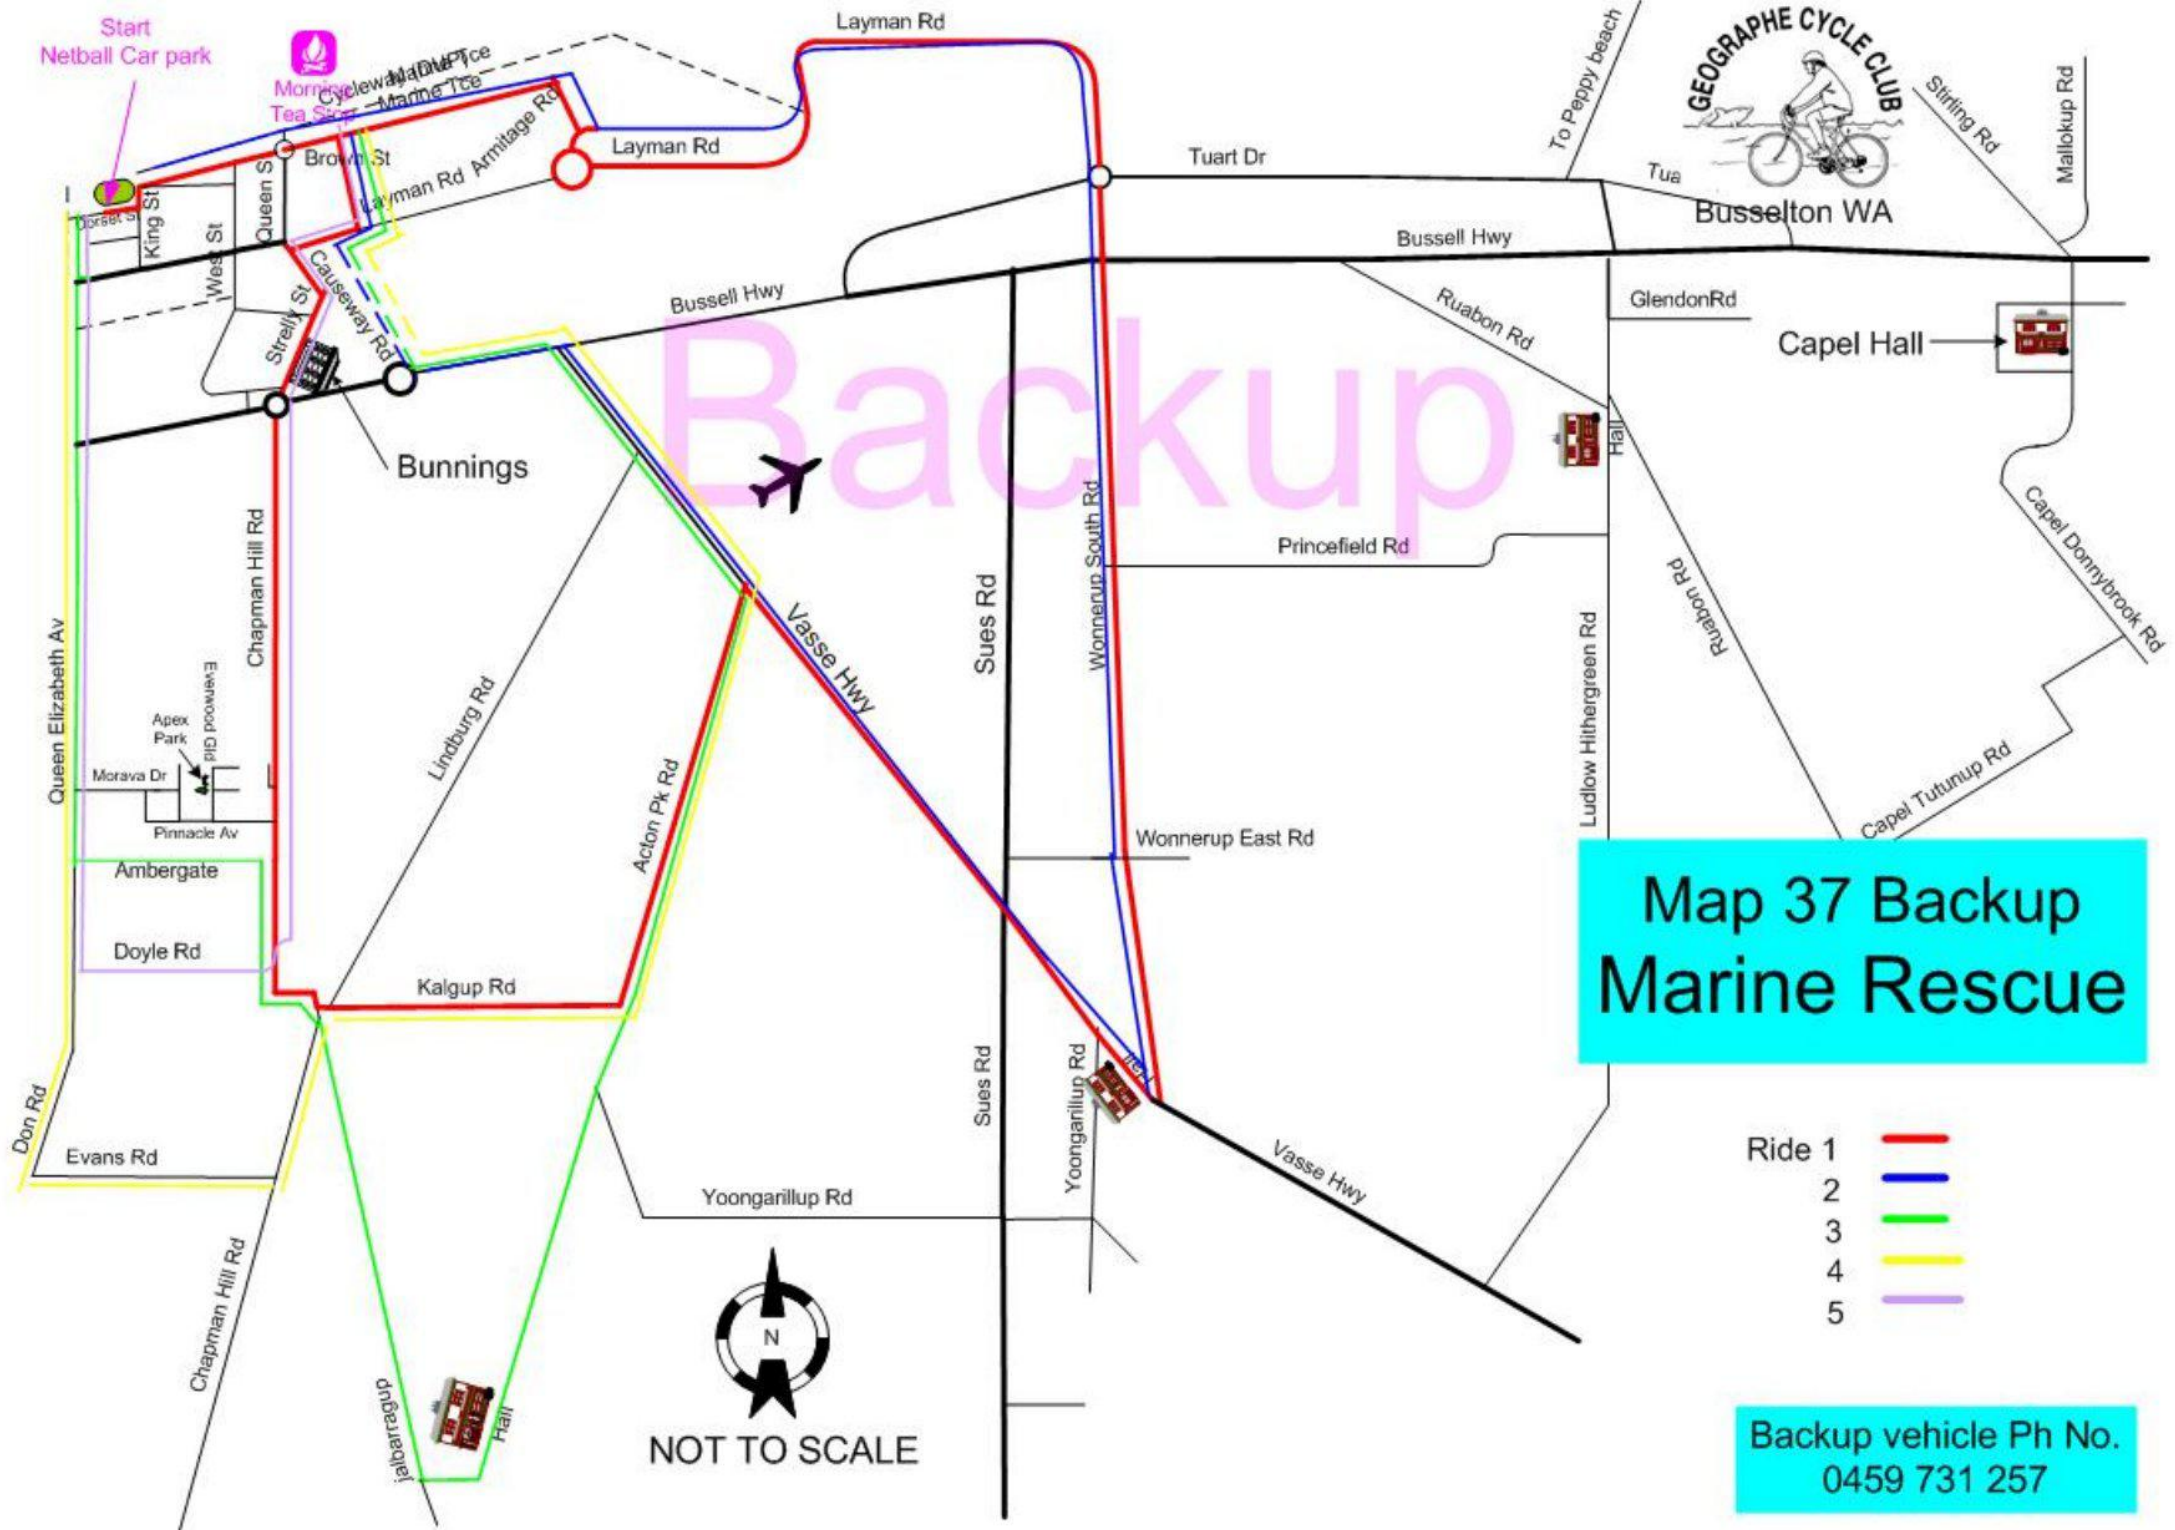 Start
Netball Car park
Morning
Tea Stop
Marine Tce
Marine Tce
Layman Rd
Armitage Rd
Layman Rd
Layman Rd
Brown St
Queen S
West St
King St
Dorset St
Causeway Rd
Strelly St
Bunnings
Bussell Hwy
Tuart Dr
To Peppy beach
Tua
GEOGRAPHE CYCLE CLUB
Busselton WA
Stirling Rd
Mallokup Rd
Bussell Hwy
Ruabon Rd
GlendonRd
Capel Hall
Hall
Backup
Capel Donnybrook Rd
Chapman Hill Rd
Queen Elizabeth Av
Everwood Gld
Apex
Park
Morava Dr
Pinnacle Av
Ambergate
Doyle Rd
Lindburg Rd
Acton Pk Rd
Kalgup Rd
Vasse Hwy
Sues Rd
Wonnerup South Rd
Princefield Rd
Ludlow Hithergreen Rd
Ruabon Rd
Capel Tutunup Rd
Wonnerup East Rd
Map 37 Backup
Marine Rescue
Don Rd
Evans Rd
Chapman Hill Rd
jalbarragup
Hall
Yoongarillup Rd
Sues Rd
Yoongarillup Rd
Hall
Vasse Hwy
N
NOT TO SCALE
Ride 1
2
3
4
5
Backup vehicle Ph No.
0459 731 257